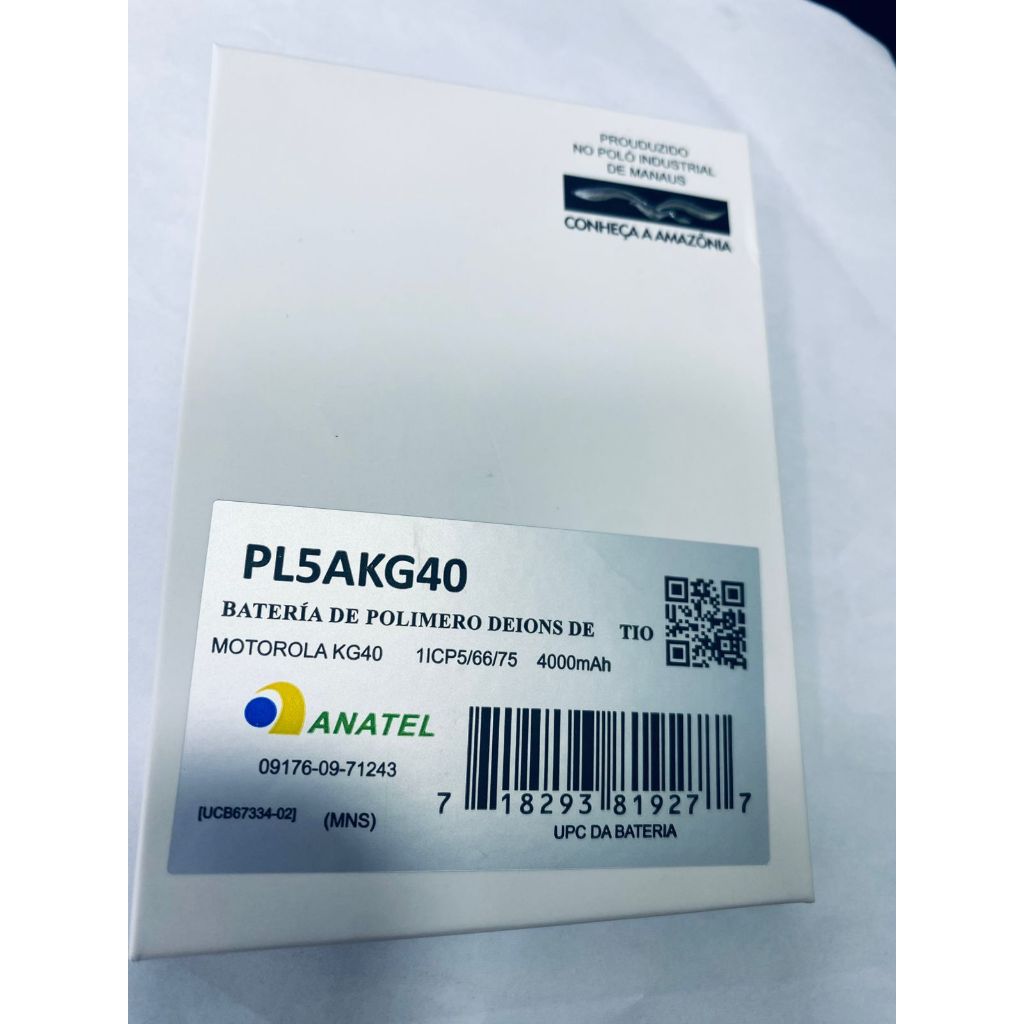 PROUDUZIDO
NO POLÓ INDUSTRIAL
DE MANAUS
CONHEÇA A AMAZÔNIA
PL5AKG40
BATERÍA DE POLIMERO DEIONS DE TIO
MOTOROLA KG40 1ICP5/66/75 4000mAh
ANATEL
09176-09-71243
[UCB67334-02] (MNS)
7 18293 81927 7
UPC DA BATERIA